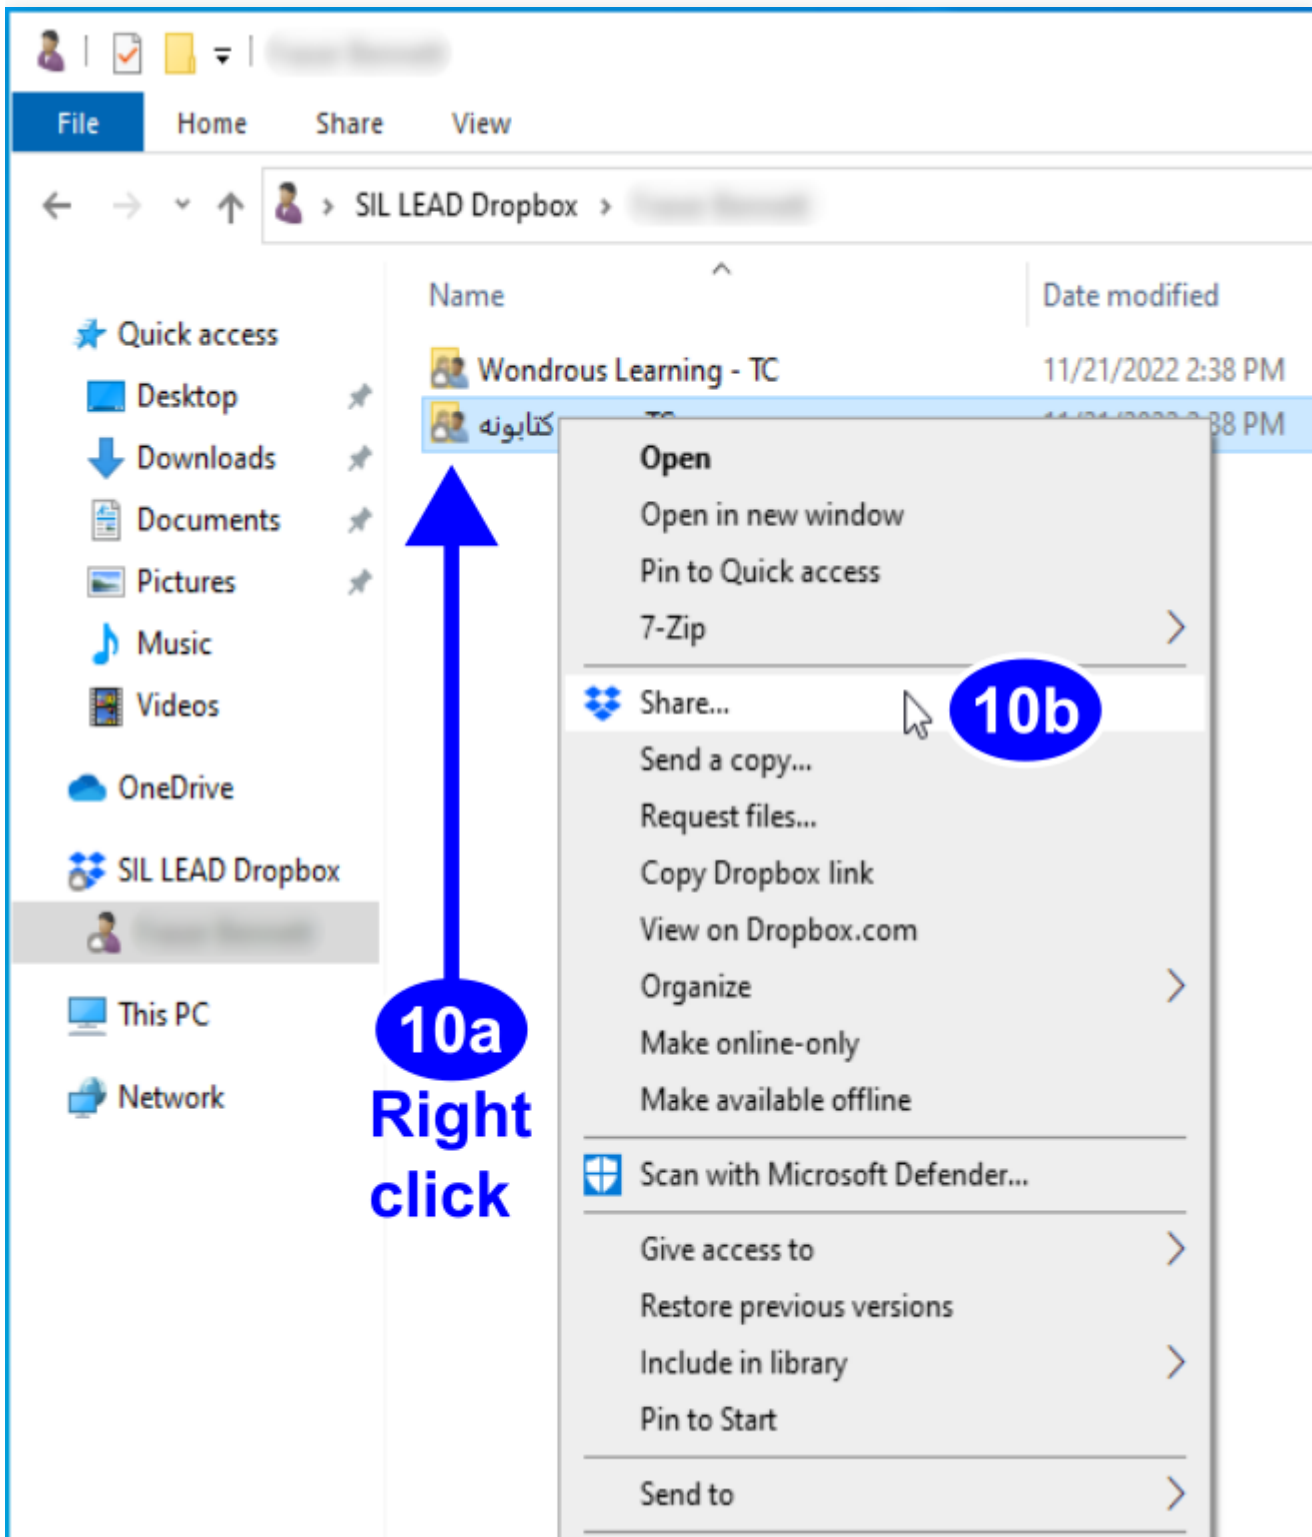 File Home Share View
SIL LEAD Dropbox
Name Date modified
Quick access
Desktop
Downloads
Documents
Pictures
Music
Videos
OneDrive
SIL LEAD Dropbox
This PC
Network
Wondrous Learning - TC 11/21/2022 2:38 PM
کتابونه
38 PM
Open
Open in new window
Pin to Quick access
7-Zip
Share...
10b
Send a copy...
Request files...
Copy Dropbox link
View on Dropbox.com
Organize
Make online-only
Make available offline
Scan with Microsoft Defender...
Give access to
Restore previous versions
Include in library
Pin to Start
Send to
10a
Right
click